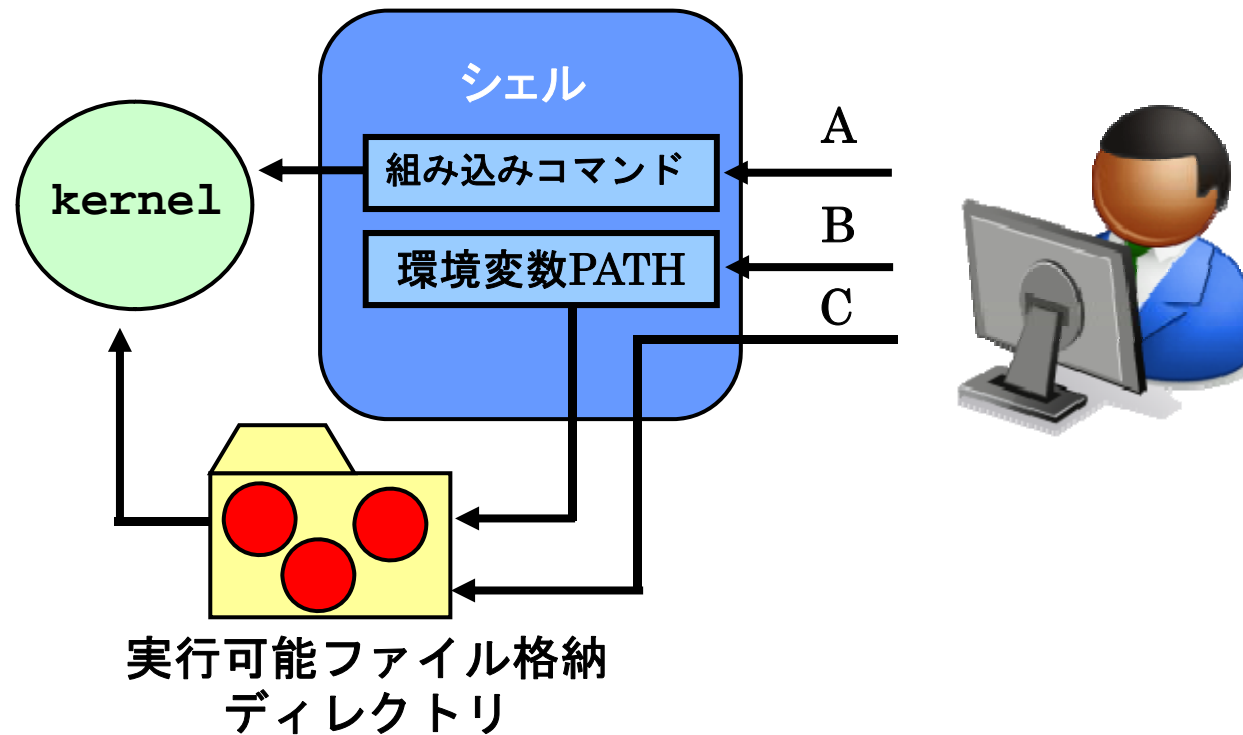 シェル
A
組み込みコマンド
kernel
B
環境変数PATH
C
実行可能ファイル格納
ディレクトリ